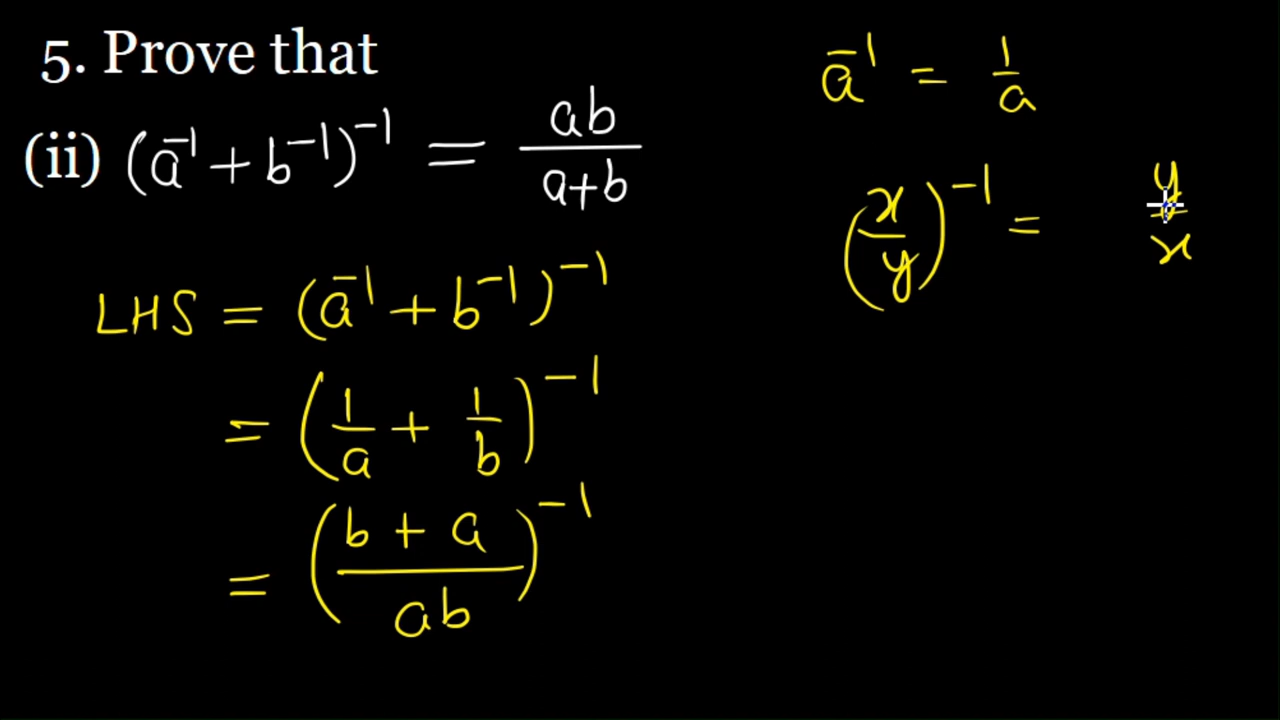 5. Prove that
(ii) (a⁻¹ + b⁻¹)⁻¹ = ab/(a+b)
LHS = (a⁻¹ + b⁻¹)⁻¹
= (1/a + 1/b)⁻¹
= ((b + a)/ab)⁻¹
a⁻¹ = 1/a
(x/y)⁻¹ = y/x